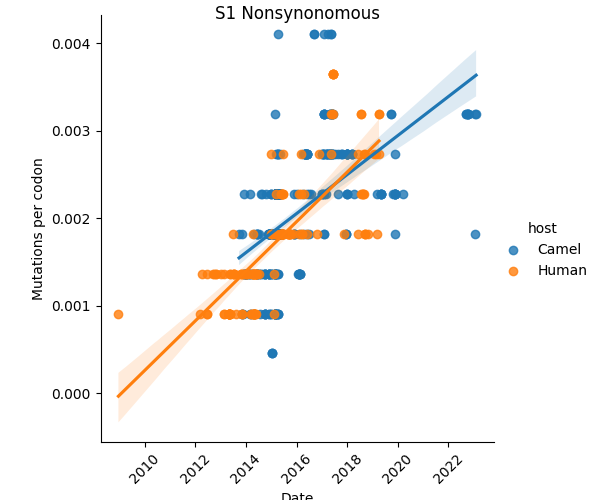 S1 Nonsynonomous
0.004
0.003
0.002
0.001
0.000
Mutations per codon
2010
2012
2014
2016
2018
2020
2022
Date
host
Camel
Human